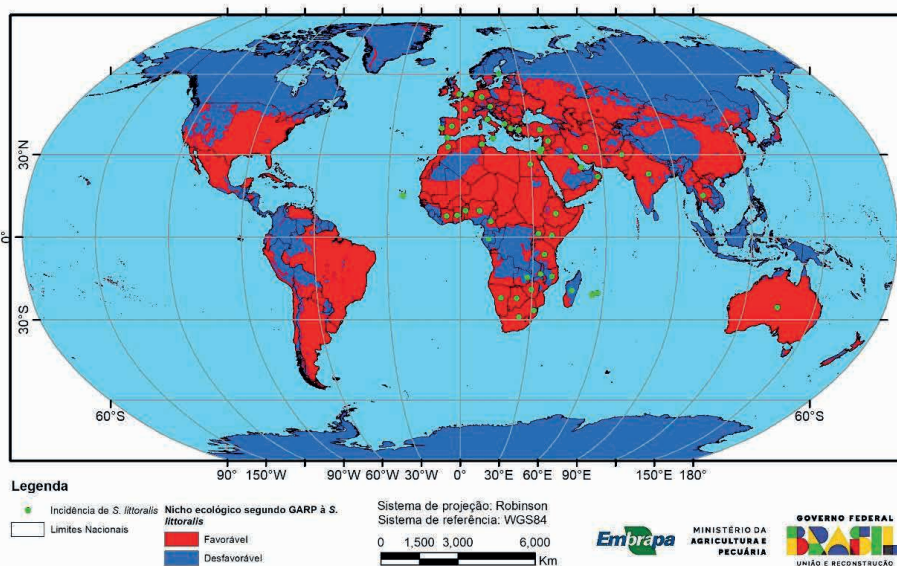 30°N
0°
30°S
60°S
60°S
90° 150°W 90°W 60°W 30°W 0° 30°E 60°E 90°E 150°E 180°
Legenda
Incidência de S. littoralis
Limites Nacionais
Nicho ecológico segundo GARP à S.
littoralis
Favorável
Desfavorável
Sistema de projeção: Robinson
Sistema de referência: WGS84
0 1,500 3,000 6,000
Km
Embrapa
MINISTÉRIO DA
AGRICULTURA E
PECUÁRIA
GOVERNO FEDERAL
BRASIL
UNIÃO E RECONSTRUÇÃO